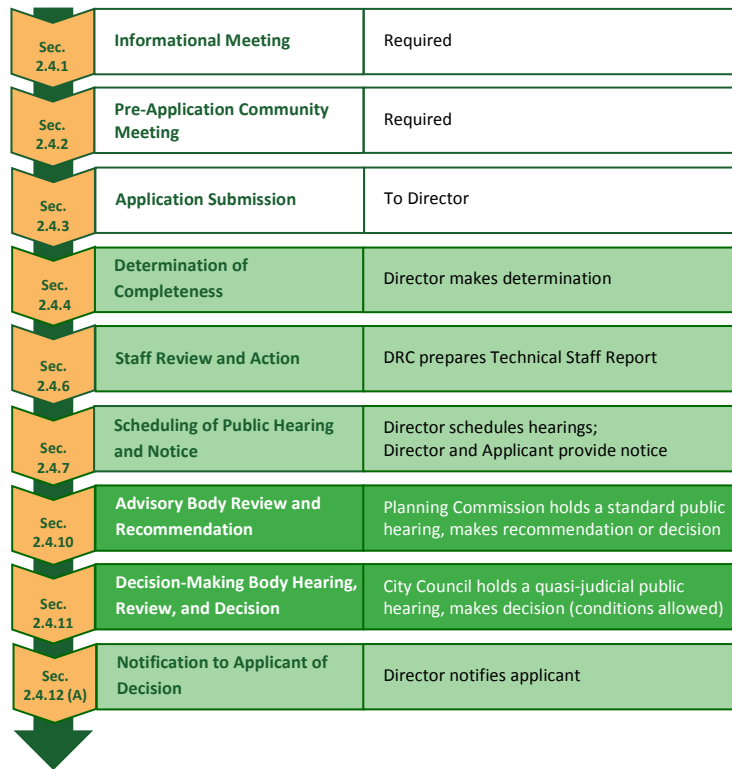 Sec.
2.4.1
Informational Meeting
Required
Sec.
2.4.2
Pre-Application Community
Meeting
Required
Sec.
2.4.3
Application Submission
To Director
Sec.
2.4.4
Determination of
Completeness
Director makes determination
Sec.
2.4.6
Staff Review and Action
DRC prepares Technical Staff Report
Sec.
2.4.7
Scheduling of Public Hearing
and Notice
Director schedules hearings;
Director and Applicant provide notice
Sec.
2.4.10
Advisory Body Review and
Recommendation
Planning Commission holds a standard public
hearing, makes recommendation or decision
Sec.
2.4.11
Decision-Making Body Hearing,
Review, and Decision
City Council holds a quasi-judicial public
hearing, makes decision (conditions allowed)
Sec.
2.4.12 (A)
Notification to Applicant of
Decision
Director notifies applicant